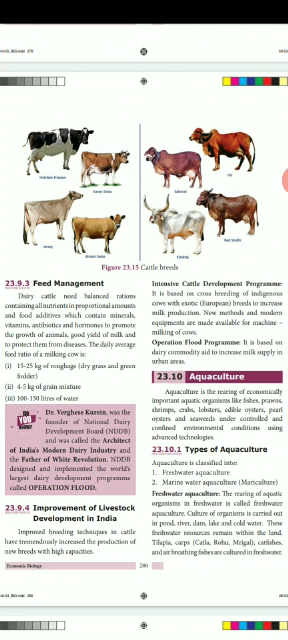 Holstein Friesian
Karan Swiss
Sahiwal
Gir
Jersey
Brown Swiss
Kankrej
Red Sindhi
Figure 23.15 Cattle breeds
23.9.3 Feed Management
Dairy cattle need balanced rations
containing all nutrients in proportional amounts
and food additives which contain minerals,
vitamins, antibiotics and hormones to promote
the growth of animals, good yield of milk and
to protect them from diseases. The daily average
feed ratio of a milking cow is:
(i) 15-25 kg of roughage (dry grass and green
fodder)
(ii) 4-5 kg of grain mixture
(iii) 100-150 litres of water
DO YOU KNOW
Dr. Verghese Kurein, was the
founder of National Dairy
Development Board (NDDB)
and was called the Architect
of India's Modern Dairy Industry and
the Father of White Revolution. NDDB
designed and implemented the world's
largest dairy development programme
called OPERATION FLOOD.
23.9.4 Improvement of Livestock
Development in India
Improved breeding techniques in cattle
have tremendously increased the production of
new breeds with high capacities.
Intensive Cattle Development Programme:
It is based on cross breeding of indigenous
cows with exotic (European) breeds to increase
milk production. New methods and modern
equipments are made available for machine –
milking of cows.
Operation Flood Programme: It is based on
dairy commodity aid to increase milk supply in
urban areas.
23.10 Aquaculture
Aquaculture is the rearing of economically
important aquatic organisms like fishes, prawns,
shrimps, crabs, lobsters, edible oysters, pearl
oysters and seaweeds under controlled and
confined environmental conditions using
advanced technologies.
23.10.1 Types of Aquaculture
Aquaculture is classified into:
1. Freshwater aquaculture
2. Marine water aquaculture (Mariculture)
Freshwater aquaculture: The rearing of aquatic
organisms in freshwater is called freshwater
aquaculture. Culture of organisms is carried out
in pond, river, dam, lake and cold water. These
freshwater resources remain within the land.
Tilapia, carps (Catla, Rohu, Mrigal), catfishes,
and air breathing fishes are cultured in freshwater.
Economic Biology
280